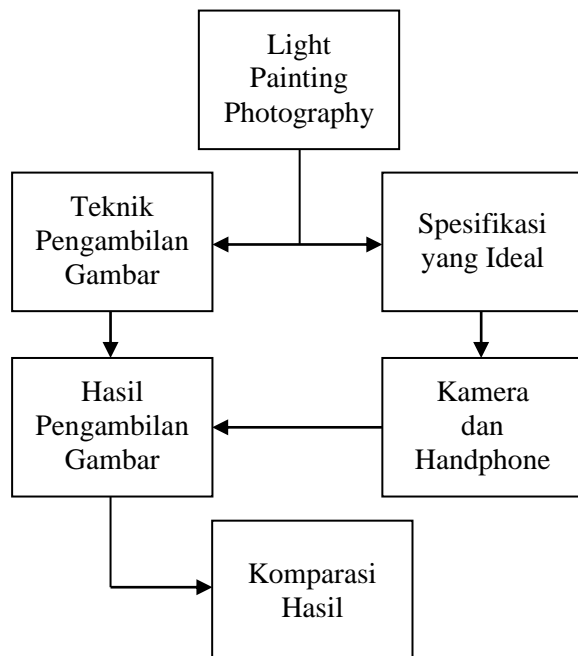 Light
Painting
Photography
Teknik
Pengambilan
Gambar
Spesifikasi
yang Ideal
Hasil
Pengambilan
Gambar
Kamera
dan
Handphone
Komparasi
Hasil